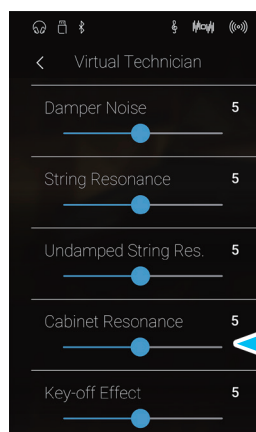 Virtual Technician
Damper Noise 5
String Resonance 5
Undamped String Res. 5
Cabinet Resonance 5
Key-off Effect 5